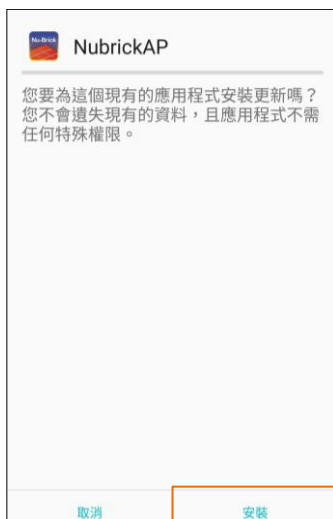 Nu-Brick
NubrickAP
您要為這個現有的應用程式安裝更新嗎？
您不會遺失現有的資料，且應用程式不需
任何特殊權限。
取消
安裝